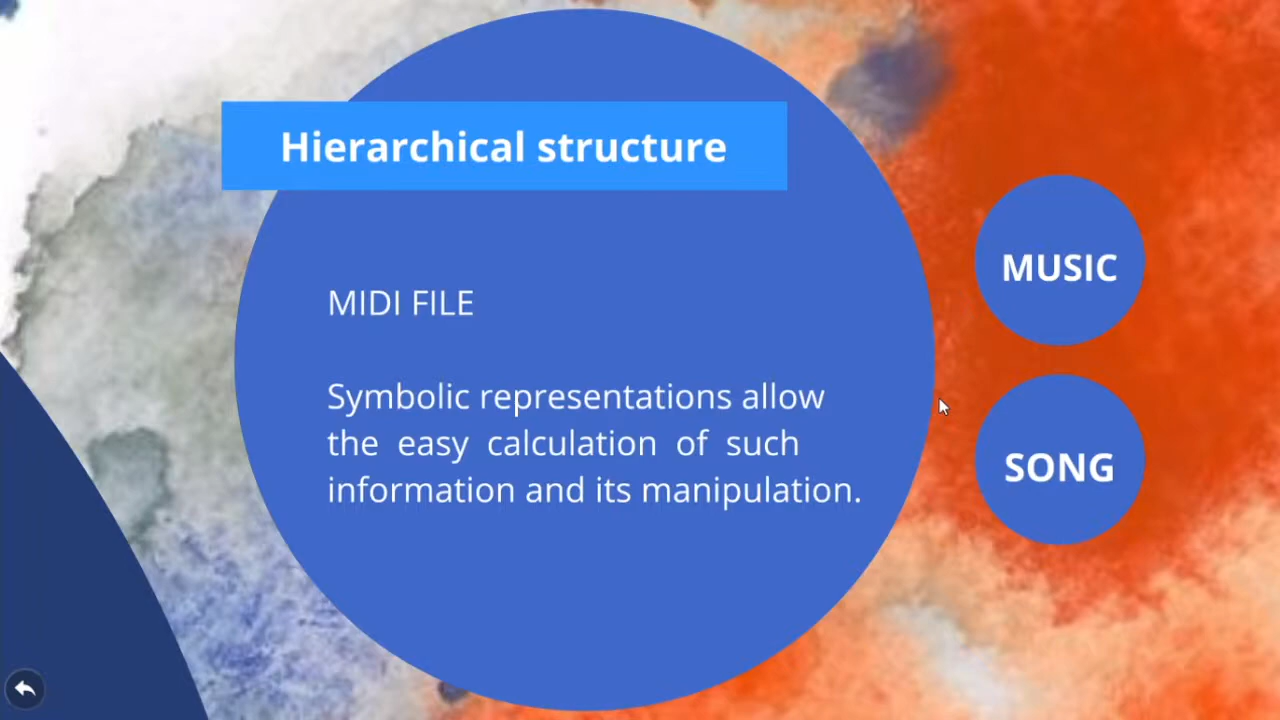 Hierarchical structure
MIDI FILE
Symbolic representations allow
the easy calculation of such
information and its manipulation.
MUSIC
SONG